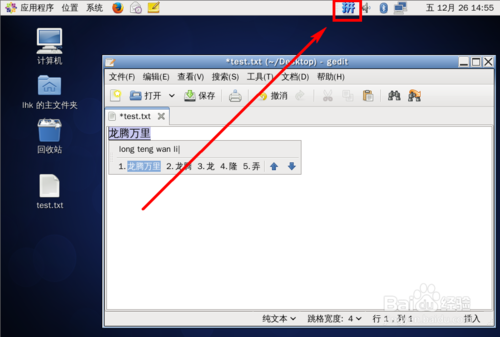 应用程序 位置 系统
拼
五 12月 26 14:55
计算机
lhk 的主文件夹
回收站
test.txt
*test.txt (~/Desktop) - gedit
文件(F) 编辑(E) 查看(V) 搜索(S) 工具(T) 文档(D) 帮助(H)
打开 保存 撤消
*test.txt
龙腾万里
long teng wan li
1.龙腾万里 2.龙腾 3.龙 4.隆 5.弄
纯文本 跳格宽度: 4 行 1，列 1 插入
Baidu 经验